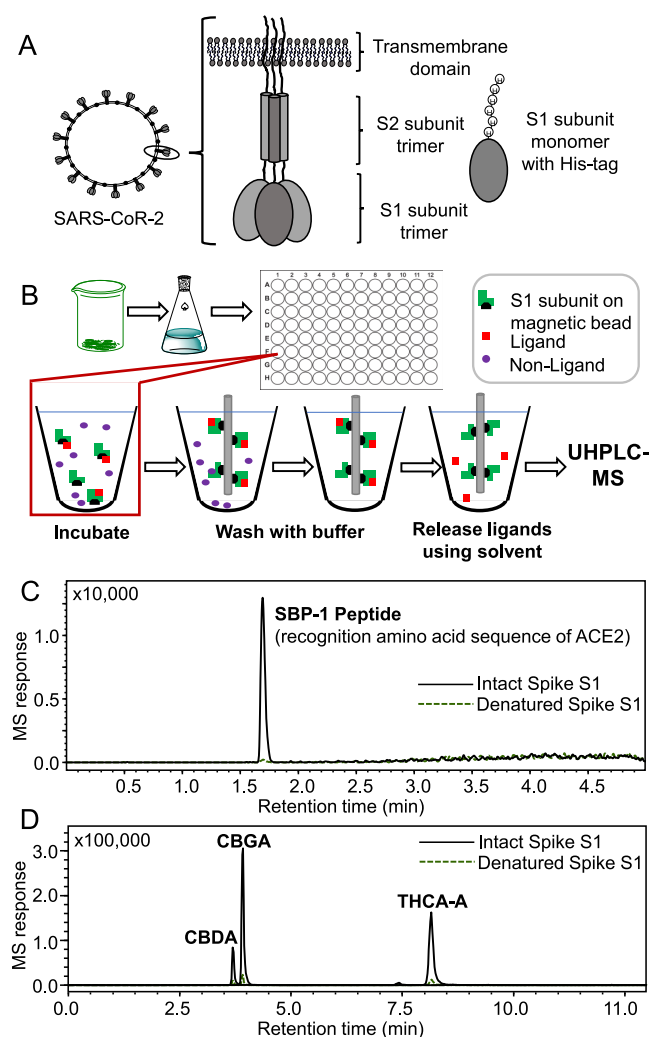 A
Transmembrane
domain
S2 subunit
trimer
S1 subunit
trimer
SARS-CoR-2
H
H
H
H
H
H
S1 subunit
monomer
with His-tag
B
1 2 3 4 5 6 7 8 9 10 11 12
A
B
C
D
E
F
G
H
S1 subunit on
magnetic bead
Ligand
Non-Ligand
Incubate
Wash with buffer
Release ligands
using solvent
UHPLC-
MS
C
x10,000
SBP-1 Peptide
(recognition amino acid sequence of ACE2)
Intact Spike S1
Denatured Spike S1
MS response
1.0
0.5
0.0
0.5 1.0 1.5 2.0 2.5 3.0 3.5 4.0 4.5
Retention time (min)
D
x100,000
CBGA
CBDA
THCA-A
Intact Spike S1
Denatured Spike S1
MS response
3.0
2.0
1.0
0.0
0.0 2.5 5.0 7.5 10.0 11.0
Retention time (min)